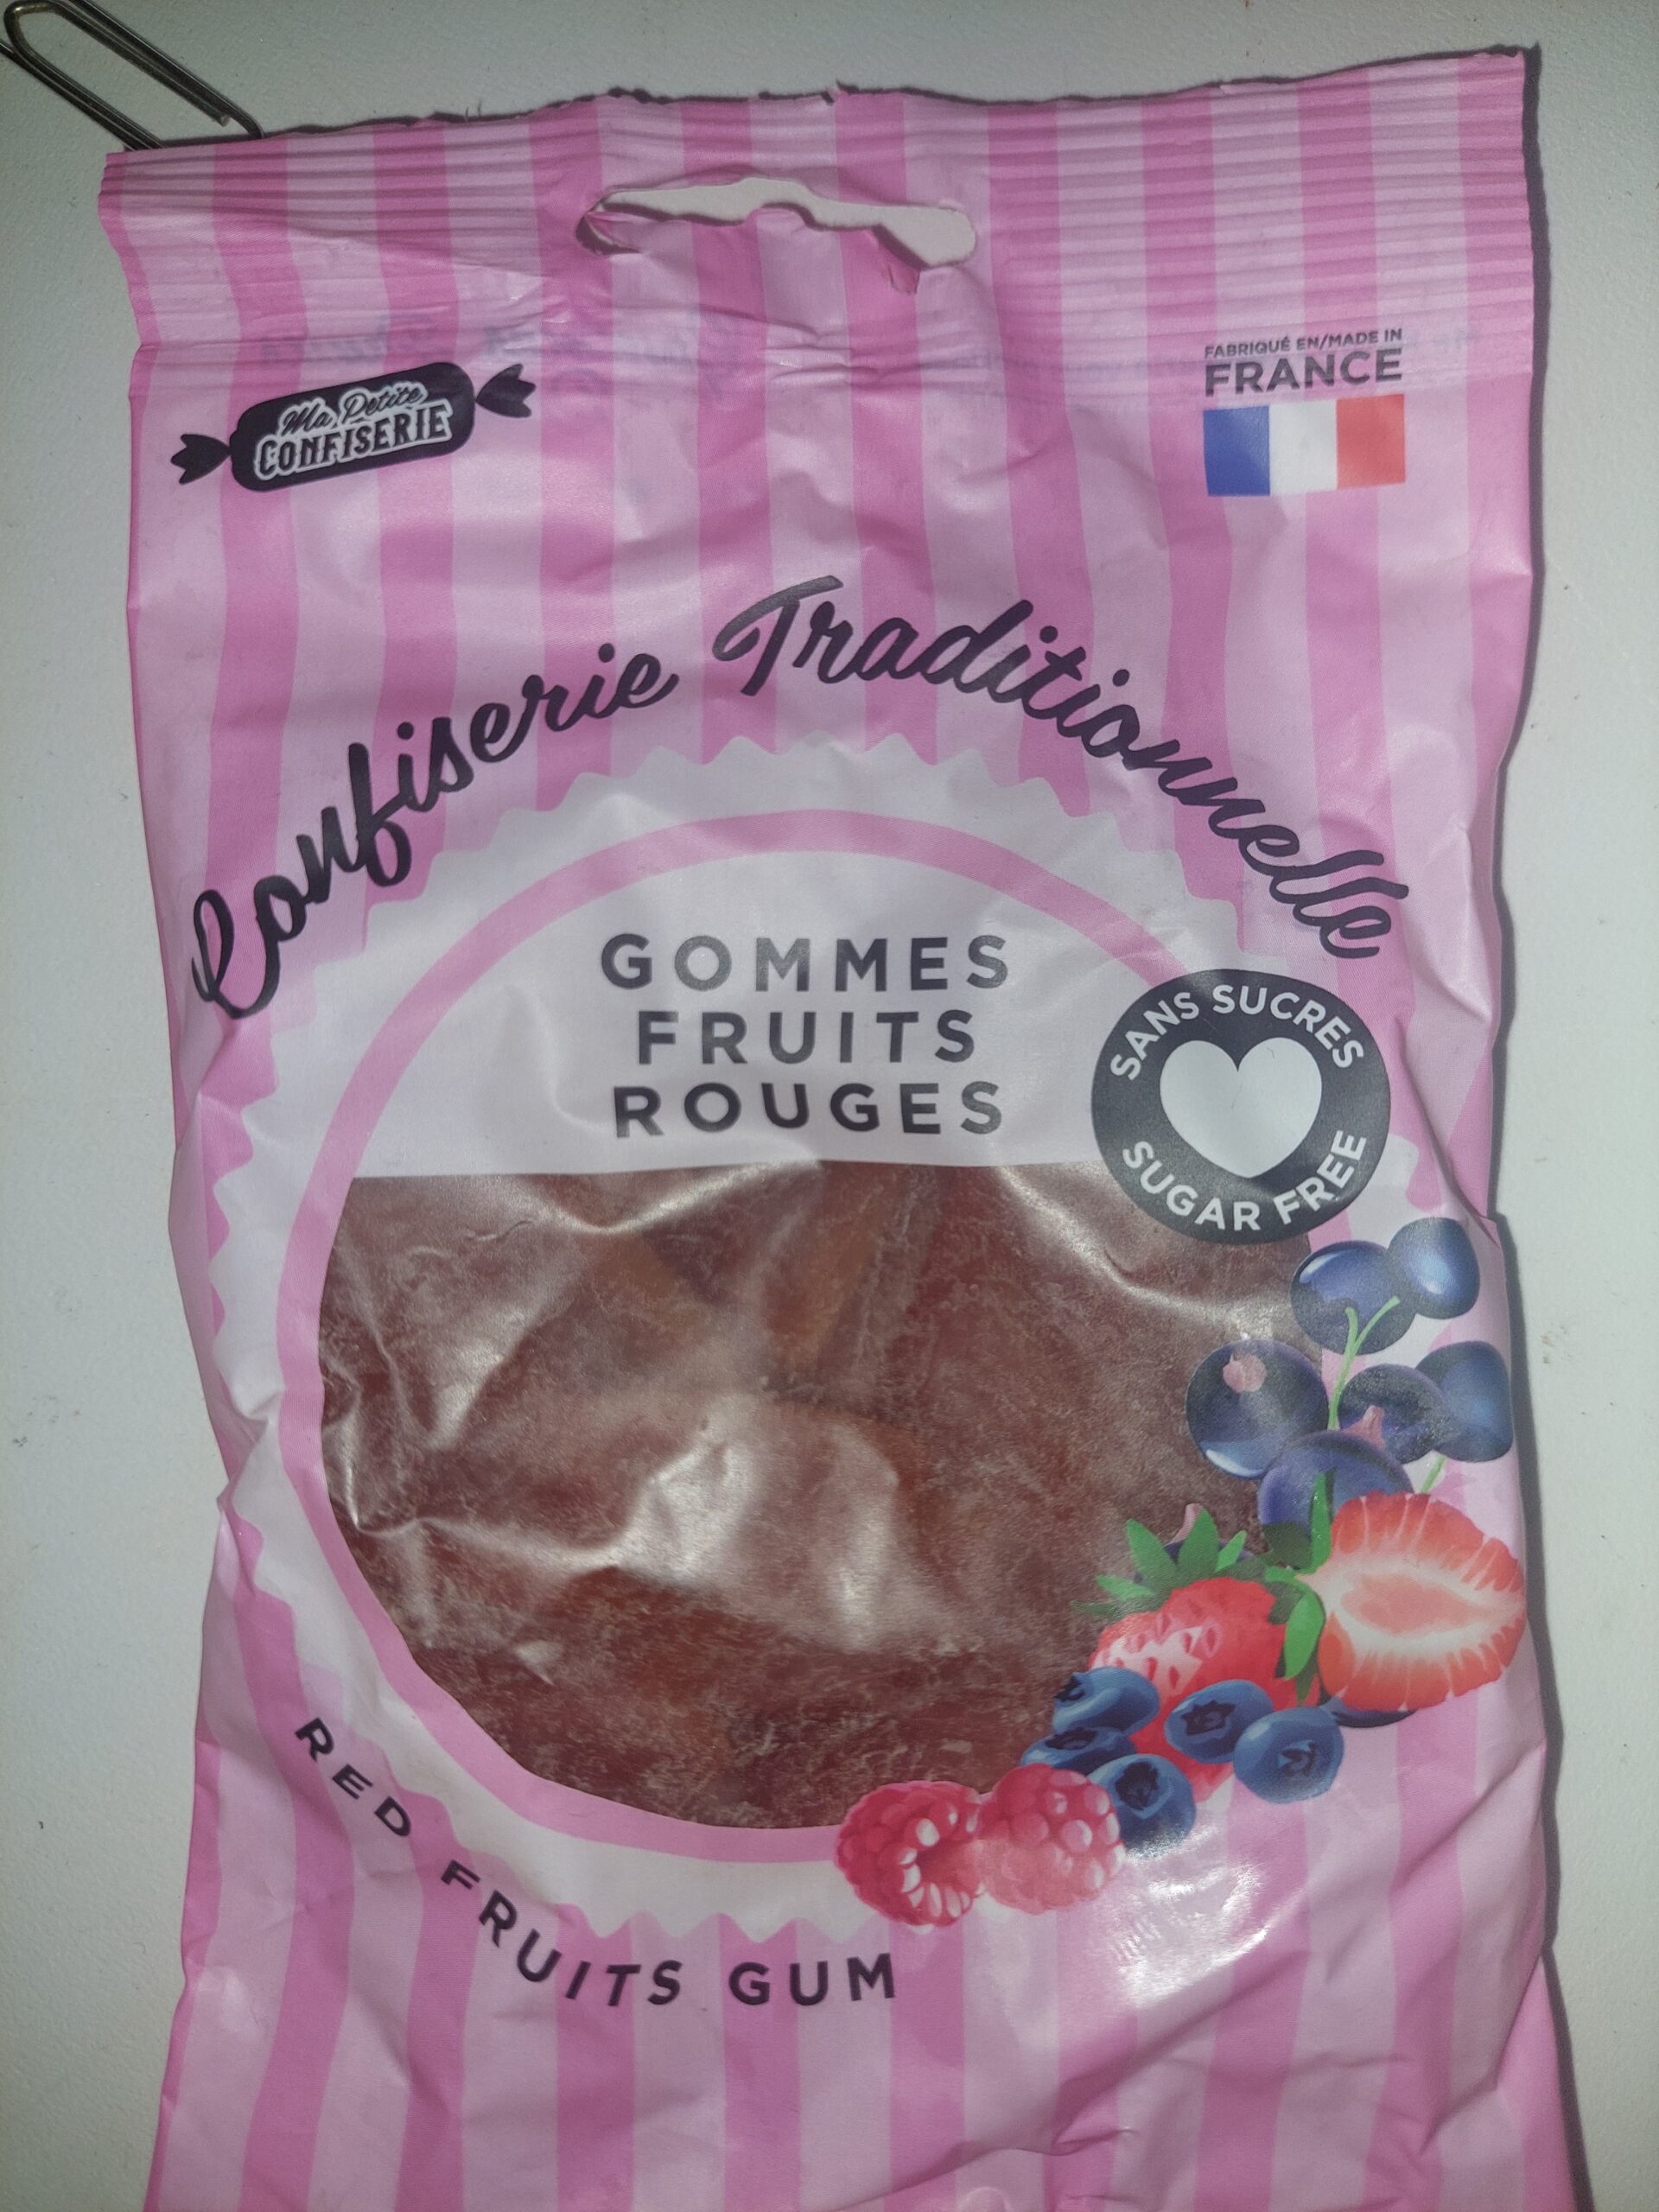 Ma Petite
CONFISERIE
FABRIQUÉ EN/MADE IN
FRANCE
Confiserie Traditionnelle
GOMMES
FRUITS
ROUGES
SANS SUCRES
SUGAR FREE
RED FRUITS GUM